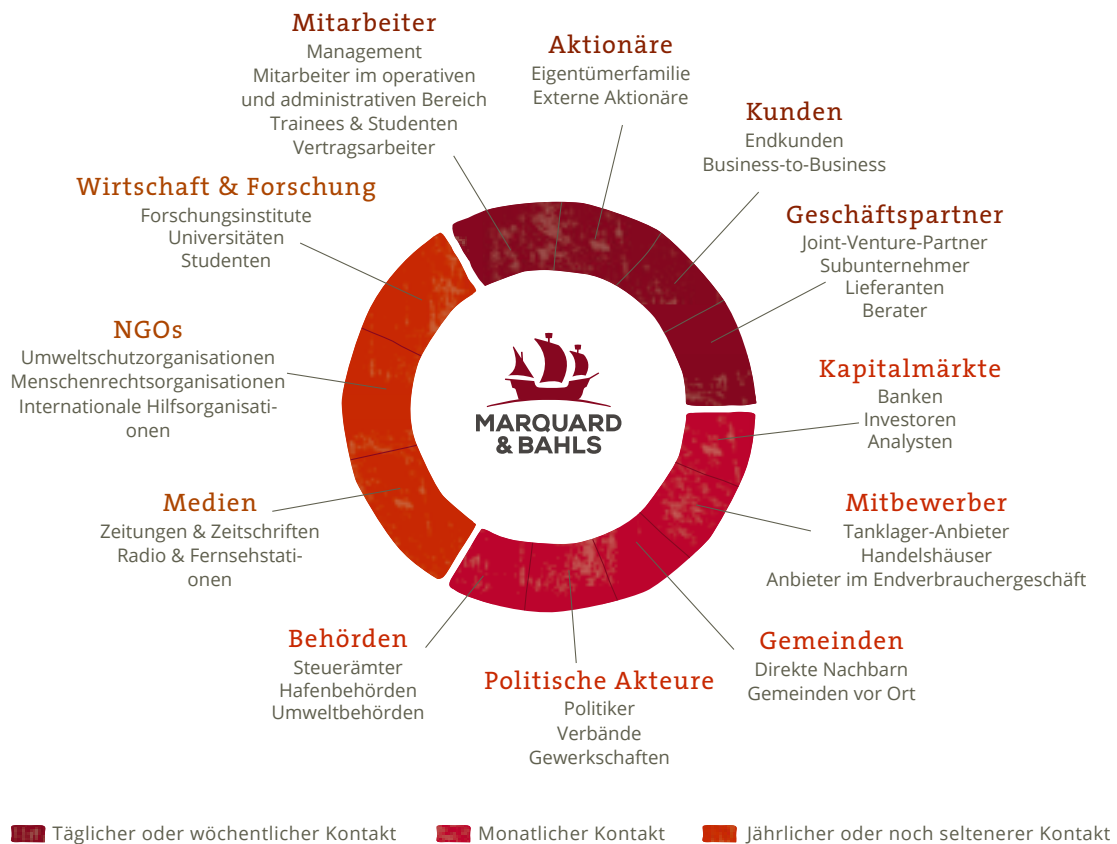 Mitarbeiter
Management
Mitarbeiter im operativen
und administrativen Bereich
Trainees & Studenten
Vertragsarbeiter
Aktionäre
Eigentümerfamilie
Externe Aktionäre
Kunden
Endkunden
Business-to-Business
Geschäftspartner
Joint-Venture-Partner
Subunternehmer
Lieferanten
Berater
Kapitalmärkte
Banken
Investoren
Analysten
Mitbewerber
Tanklager-Anbieter
Handelshäuser
Anbieter im Endverbrauchergeschäft
Gemeinden
Direkte Nachbarn
Gemeinden vor Ort
Politische Akteure
Politiker
Verbände
Gewerkschaften
Behörden
Steuerämter
Hafenbehörden
Umweltbehörden
Medien
Zeitungen & Zeitschriften
Radio & Fernsehstati-
onen
NGOs
Umweltschutzorganisationen
Menschenrechtsorganisationen
Internationale Hilfsorganisati-
onen
Wirtschaft & Forschung
Forschungsinstitute
Universitäten
Studenten
MARQUARD
& BAHLS
Täglicher oder wöchentlicher Kontakt
Monatlicher Kontakt
Jährlicher oder noch seltenerer Kontakt